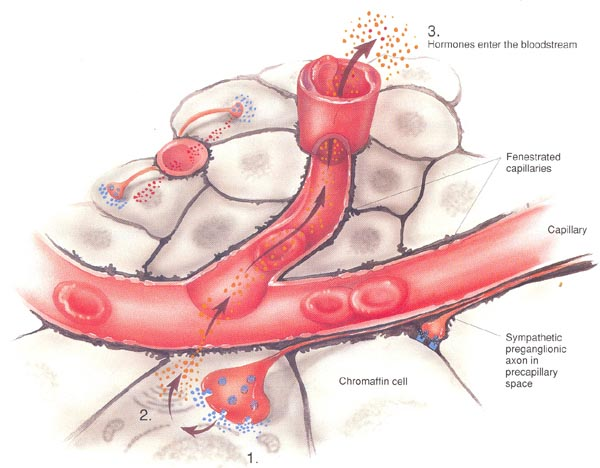 3.
Hormones enter the bloodstream
Fenestrated
capillaries
Capillary
Sympathetic
preganglionic
axon in
precapillary
space
Chromaffin cell
2.
1.